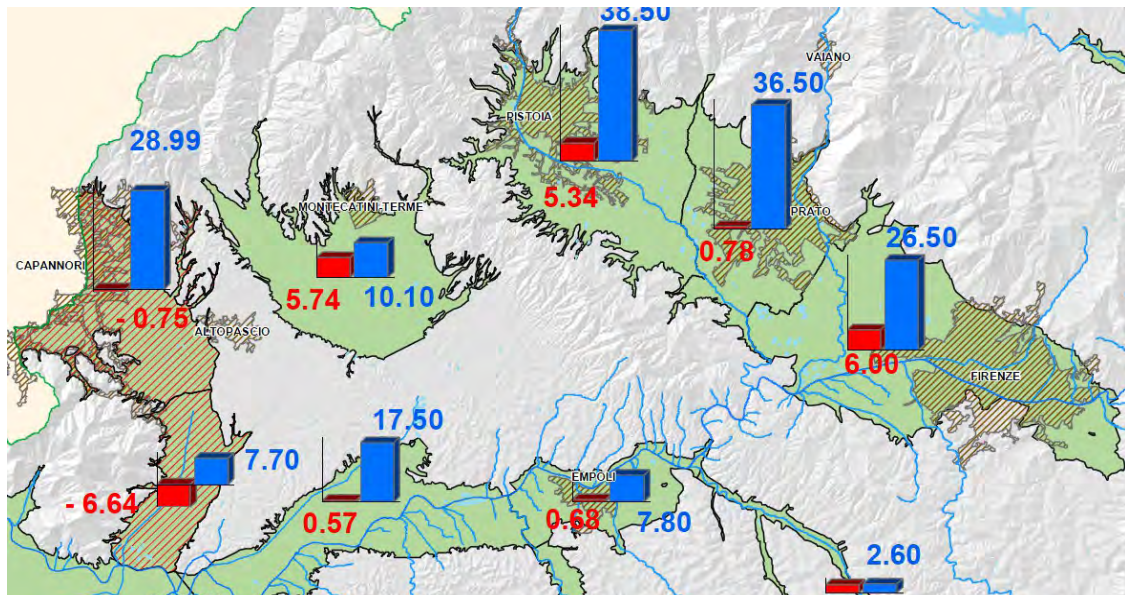 38.50
VAIANO
36.50
PISTOIA
28.99
5.34
MONTECATINI-TERME
PRATO
0.78
26.50
CAPANNORI
5.74
10.10
- 0.75
ALTOPASCIO
6.00
FIRENZE
17.50
7.70
EMPOLI
- 6.64
0.57
0.68
7.80
2.60